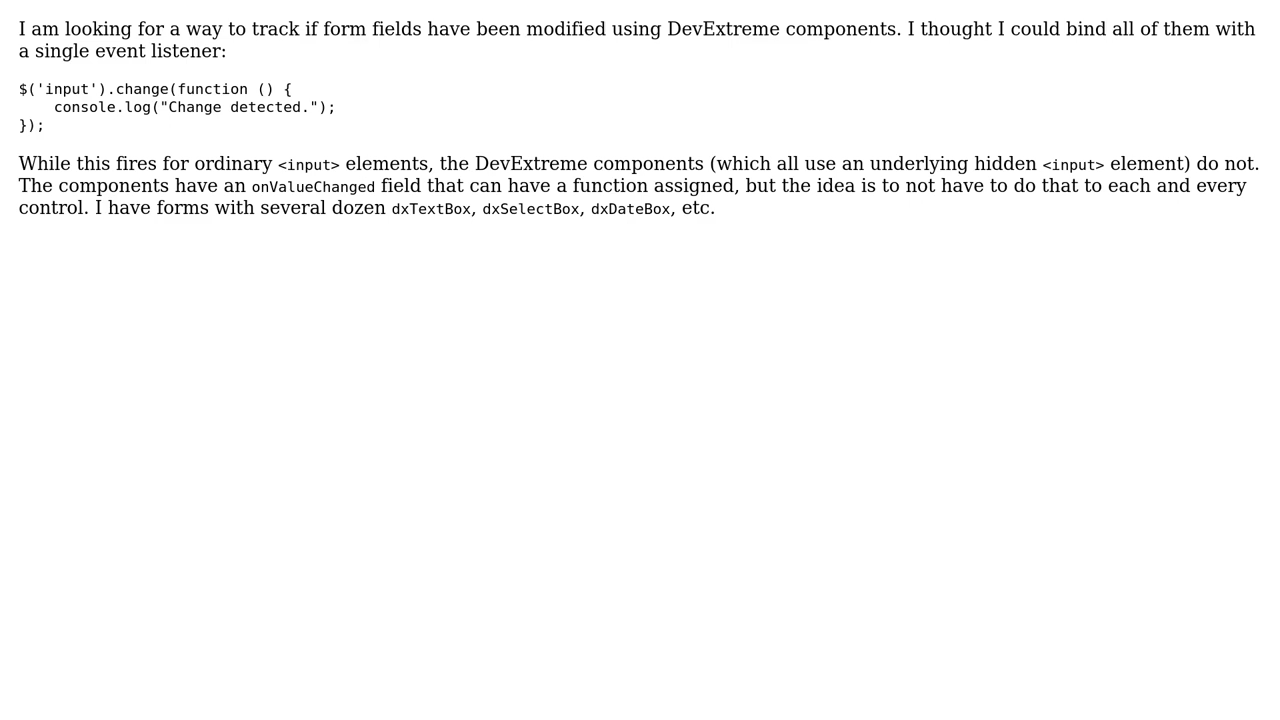 I am looking for a way to track if form fields have been modified using DevExtreme components. I thought I could bind all of them with
a single event listener:
$('input').change(function () {
    console.log("Change detected.");
});
While this fires for ordinary <input> elements, the DevExtreme components (which all use an underlying hidden <input> element) do not.
The components have an onValueChanged field that can have a function assigned, but the idea is to not have to do that to each and every
control. I have forms with several dozen dxTextBox, dxSelectBox, dxDateBox, etc.